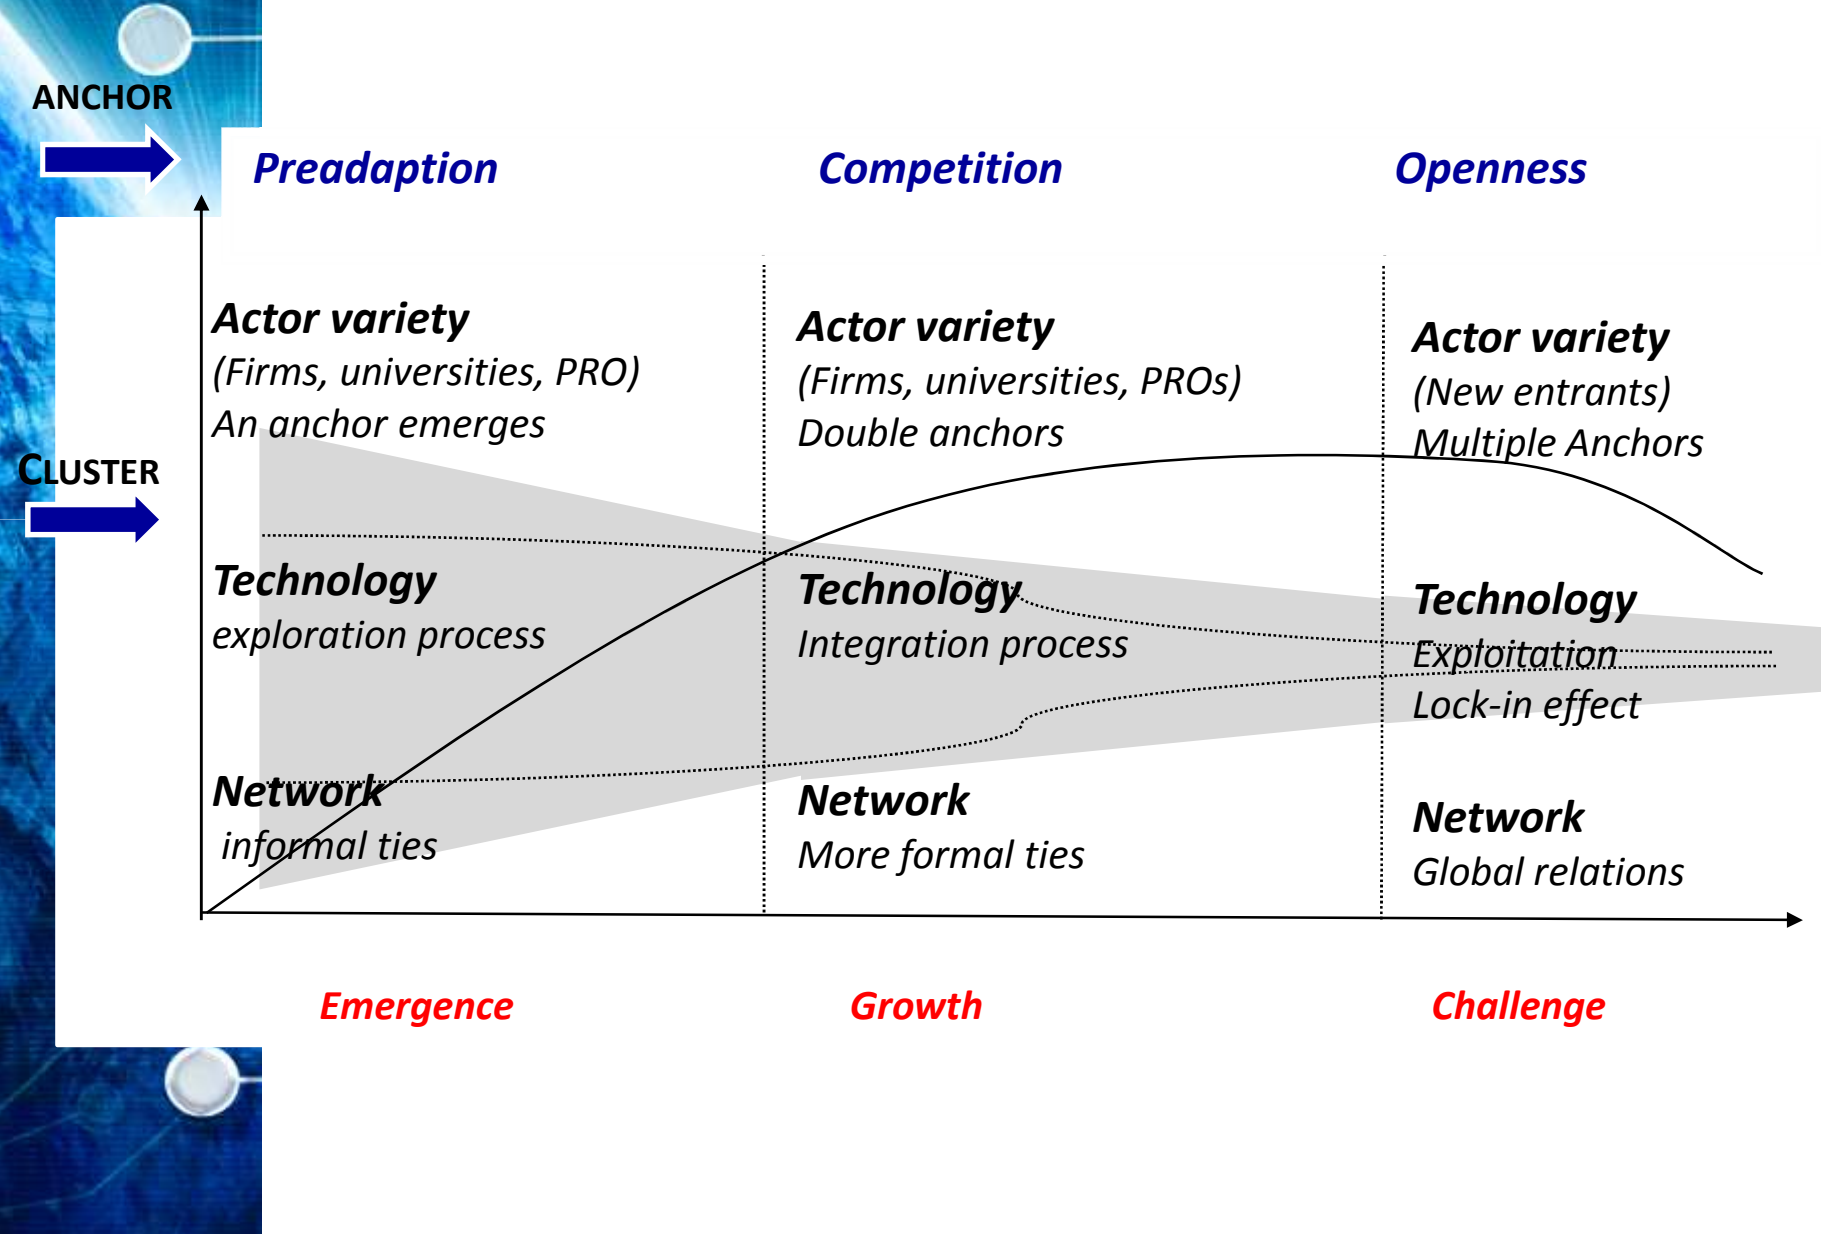 ANCHOR
Preadaption
Competition
Openness
Actor variety
(Firms, universities, PRO)
An anchor emerges
Actor variety
(Firms, universities, PROs)
Double anchors
Actor variety
(New entrants)
Multiple Anchors
CLUSTER
Technology
exploration process
Technology
Integration process
Technology
Exploitation
Lock-in effect
Network
informal ties
Network
More formal ties
Network
Global relations
Emergence
Growth
Challenge